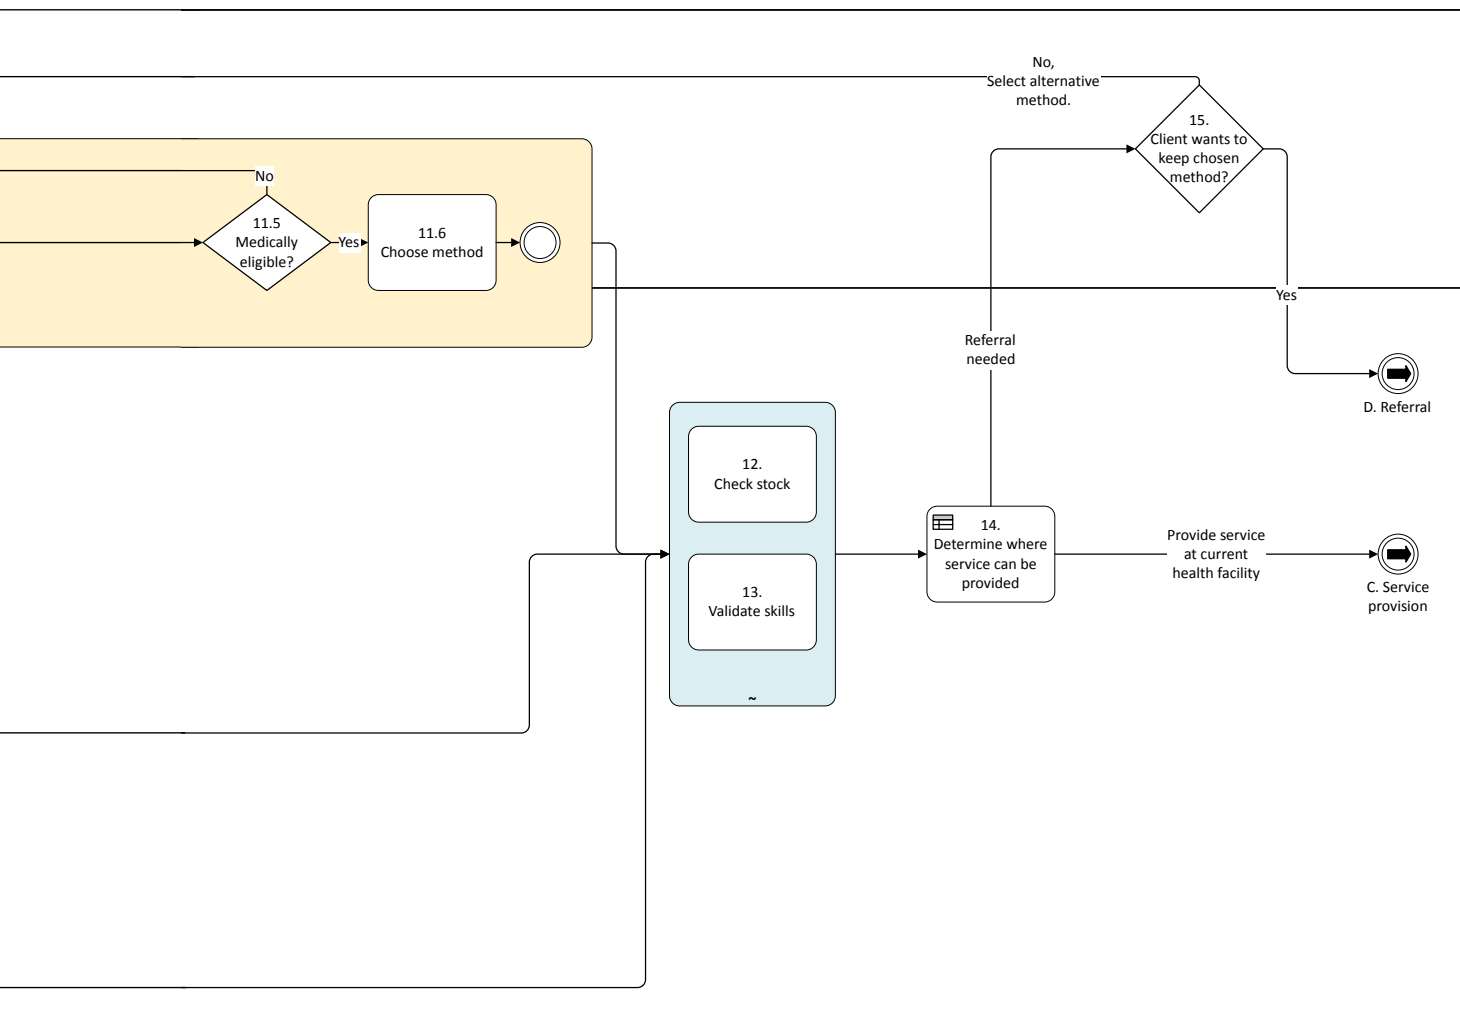 No,
Select alternative
method.
15.
Client wants to
keep chosen
method?
No
11.5
Medically
eligible?
Yes
11.6
Choose method
Yes
Referral
needed
D. Referral
12.
Check stock
13.
Validate skills
~
14.
Determine where
service can be
provided
Provide service
at current
health facility
C. Service
provision